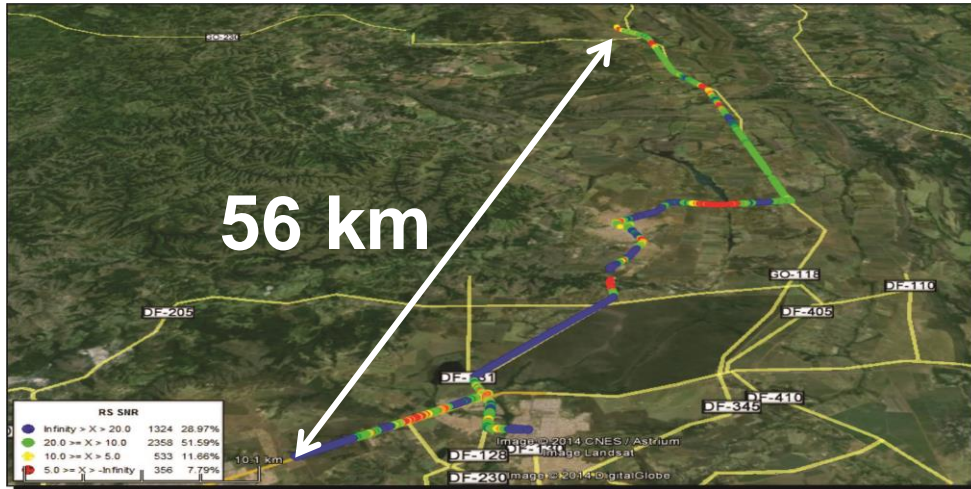 GO-230
56 km
GO-118
DF-110
DF-205
DF-405
DF-410
DF-345
DF-128
DF-230
RS SNR
Infinity > X > 20.0 1324 28.97%
20.0 >= X > 10.0 2358 51.59%
10.0 >= X > 5.0 533 11.66%
5.0 >= X > -Infinity 356 7.79%
10.1 km
Image © 2014 CNES / Astrium
Image Landsat
Image © 2014 DigitalGlobe